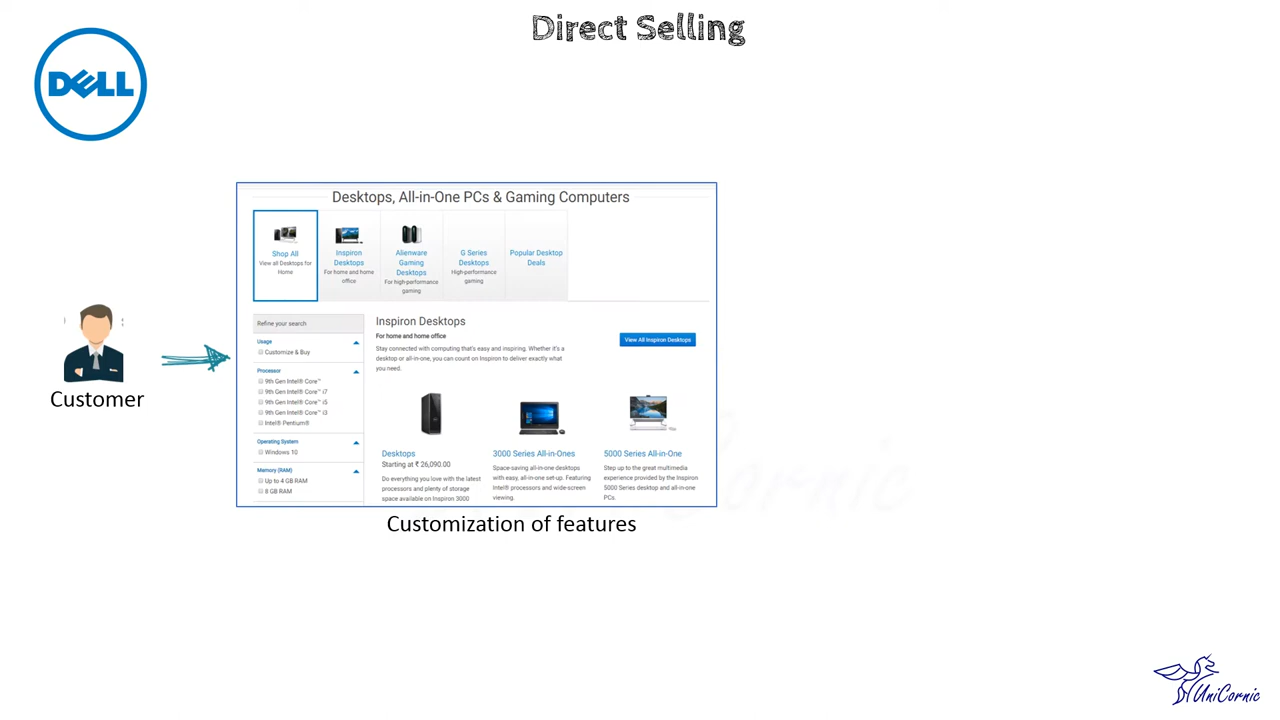 Direct Selling
DELL
Desktops, All-in-One PCs & Gaming Computers
Shop All
View all Desktops for
Home
Inspiron
Desktops
For home and home
office
Alienware
Gaming
Desktops
For high-performance
gaming
G Series
Desktops
High-performance
gaming
Popular Desktop
Deals
Refine your search
Usage
Customize & Buy
Processor
9th Gen Intel® Core™
9th Gen Intel® Core™ i7
9th Gen Intel® Core™ i5
9th Gen Intel® Core™ i3
Intel® Pentium®
Operating System
Windows 10
Memory (RAM)
Up to 4 GB RAM
8 GB RAM
Inspiron Desktops
For home and home office
Stay connected with computing that's easy and inspiring. Whether it's a
desktop or all-in-one, you can count on Inspiron to deliver exactly what
you need.
View All Inspiron Desktops
Desktops
Starting at ₹ 26,090.00
Do everything you love with the latest
processors and plenty of storage
space available on Inspiron 3000
3000 Series All-in-Ones
Space-saving all-in-one desktops
with easy, all-in-one set-up. Featuring
Intel® processors and wide-screen
viewing.
5000 Series All-in-One
Step up to the great multimedia
experience provided by the Inspiron
5000 Series desktop and all-in-one
PCs.
Customer
Customization of features
UniCornic